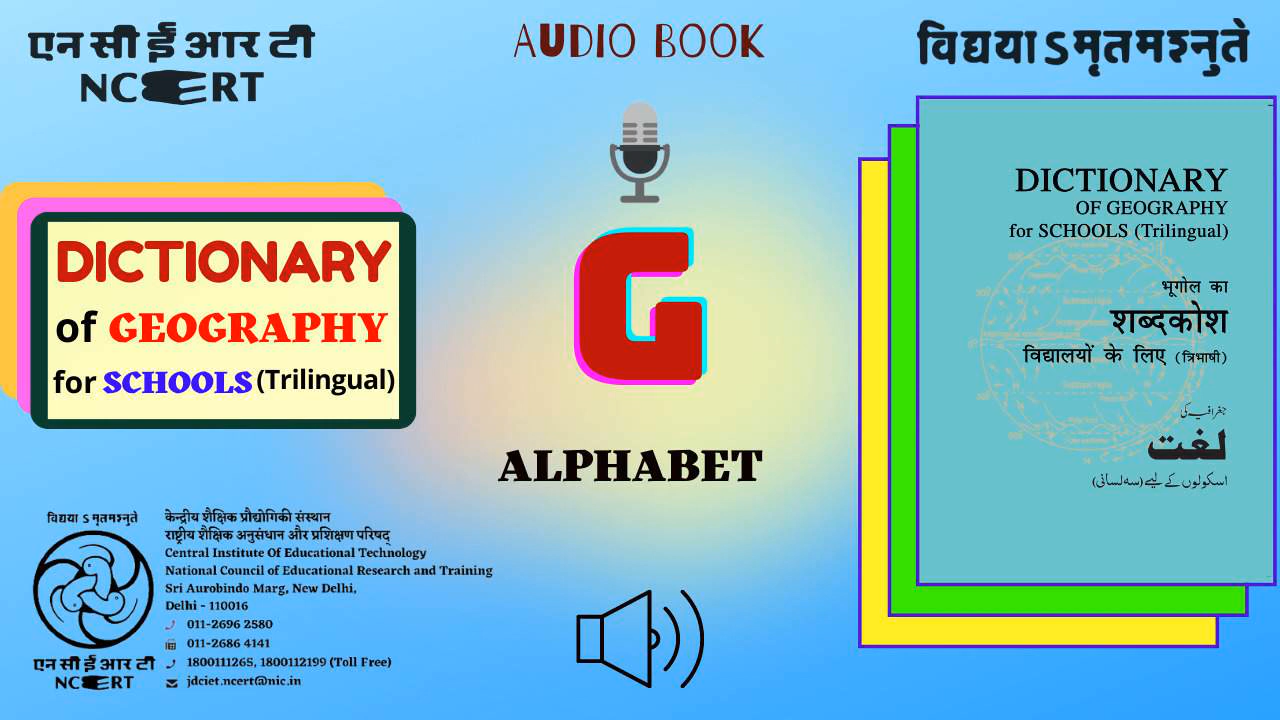 एन सी ई आर टी
NCERT
AUDIO BOOK
विद्यया ऽ मृतमश्नुते
DICTIONARY
of GEOGRAPHY
for SCHOOLS (Trilingual)
G
ALPHABET
DICTIONARY
OF GEOGRAPHY
for SCHOOLS (Trilingual)
भूगोल का
शब्दकोश
विद्यालयों के लिए (त्रिभाषी)
جغرافیہ کی
لغت
اسکولوں کے لیے (سہ لسانی)
विद्यया ऽ मृतमश्नुते
एन सी ई आर टी
NCERT
केन्द्रीय शैक्षिक प्रौद्योगिकी संस्थान
राष्ट्रीय शैक्षिक अनुसंधान और प्रशिक्षण परिषद्
Central Institute Of Educational Technology
National Council of Educational Research and Training
Sri Aurobindo Marg, New Delhi,
Delhi - 110016
011-2696 2580
011-2686 4141
1800111265, 1800112199 (Toll Free)
jdciet.ncert@nic.in